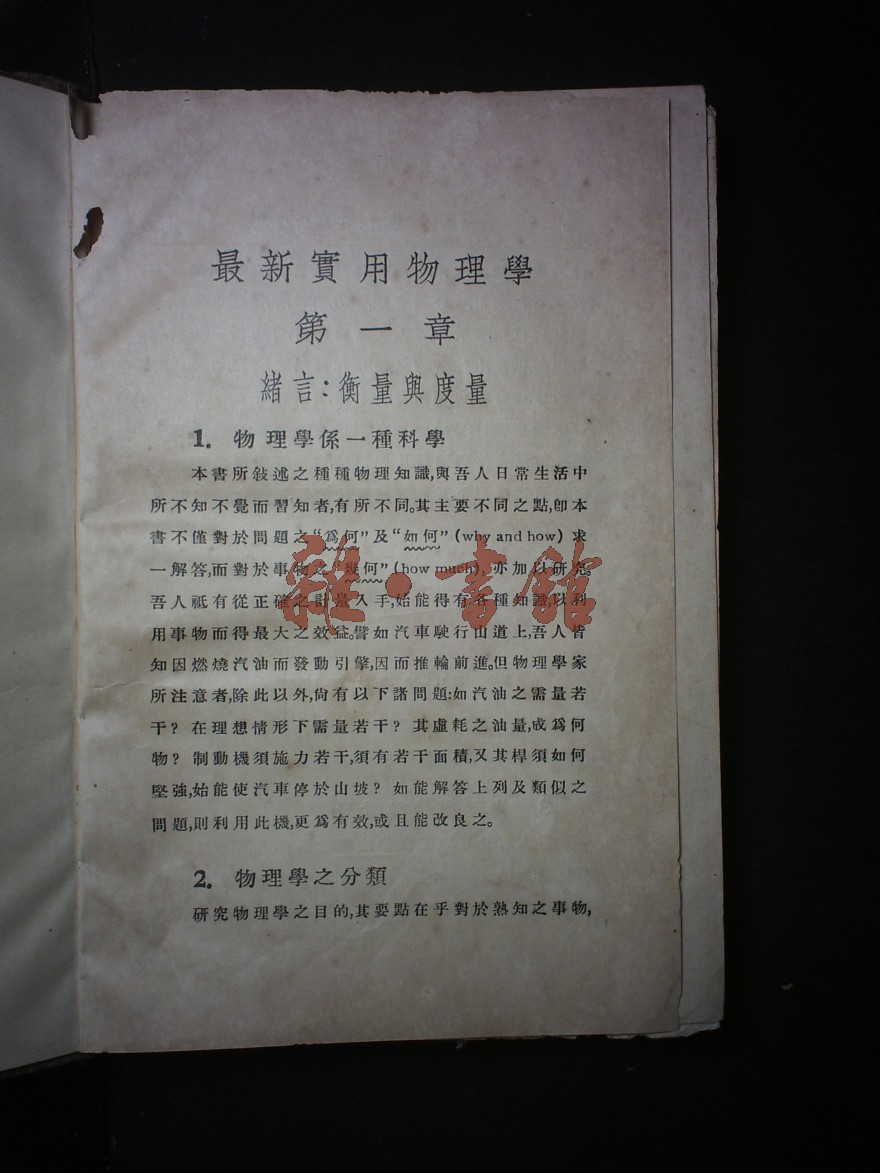 最新實用物理學
第一章
緒言:衡量與度量
1. 物理學係一種科學
本書所敍述之種種物理知識,與吾人日常生活中
所不知不覺而習知者,有所不同。其主要不同之點,卽本
書不僅對於問題之“爲何”及“如何”(why and how)求
一解答,而對於事物之“幾何”(how much),亦加以研究。
吾人祗有從正確之計量入手,始能得有各種知識,以利
用事物而得最大之效益。譬如汽車駛行山道上,吾人皆
知因燃燒汽油而發動引擎,因而推輪前進。但物理學家
所注意者,除此以外,尙有以下諸問題:如汽油之需量若
干? 在理想情形下需量若干? 其虛耗之油量,成爲何
物? 制動機須施力若干,須有若干面積,又其桿須如何
堅強,始能使汽車停於山坡? 如能解答上列及類似之
問題,則利用此機,更爲有效,或且能改良之。
2. 物理學之分類
研究物理學之目的,其要點在乎對於熟知之事物,
雜·書館